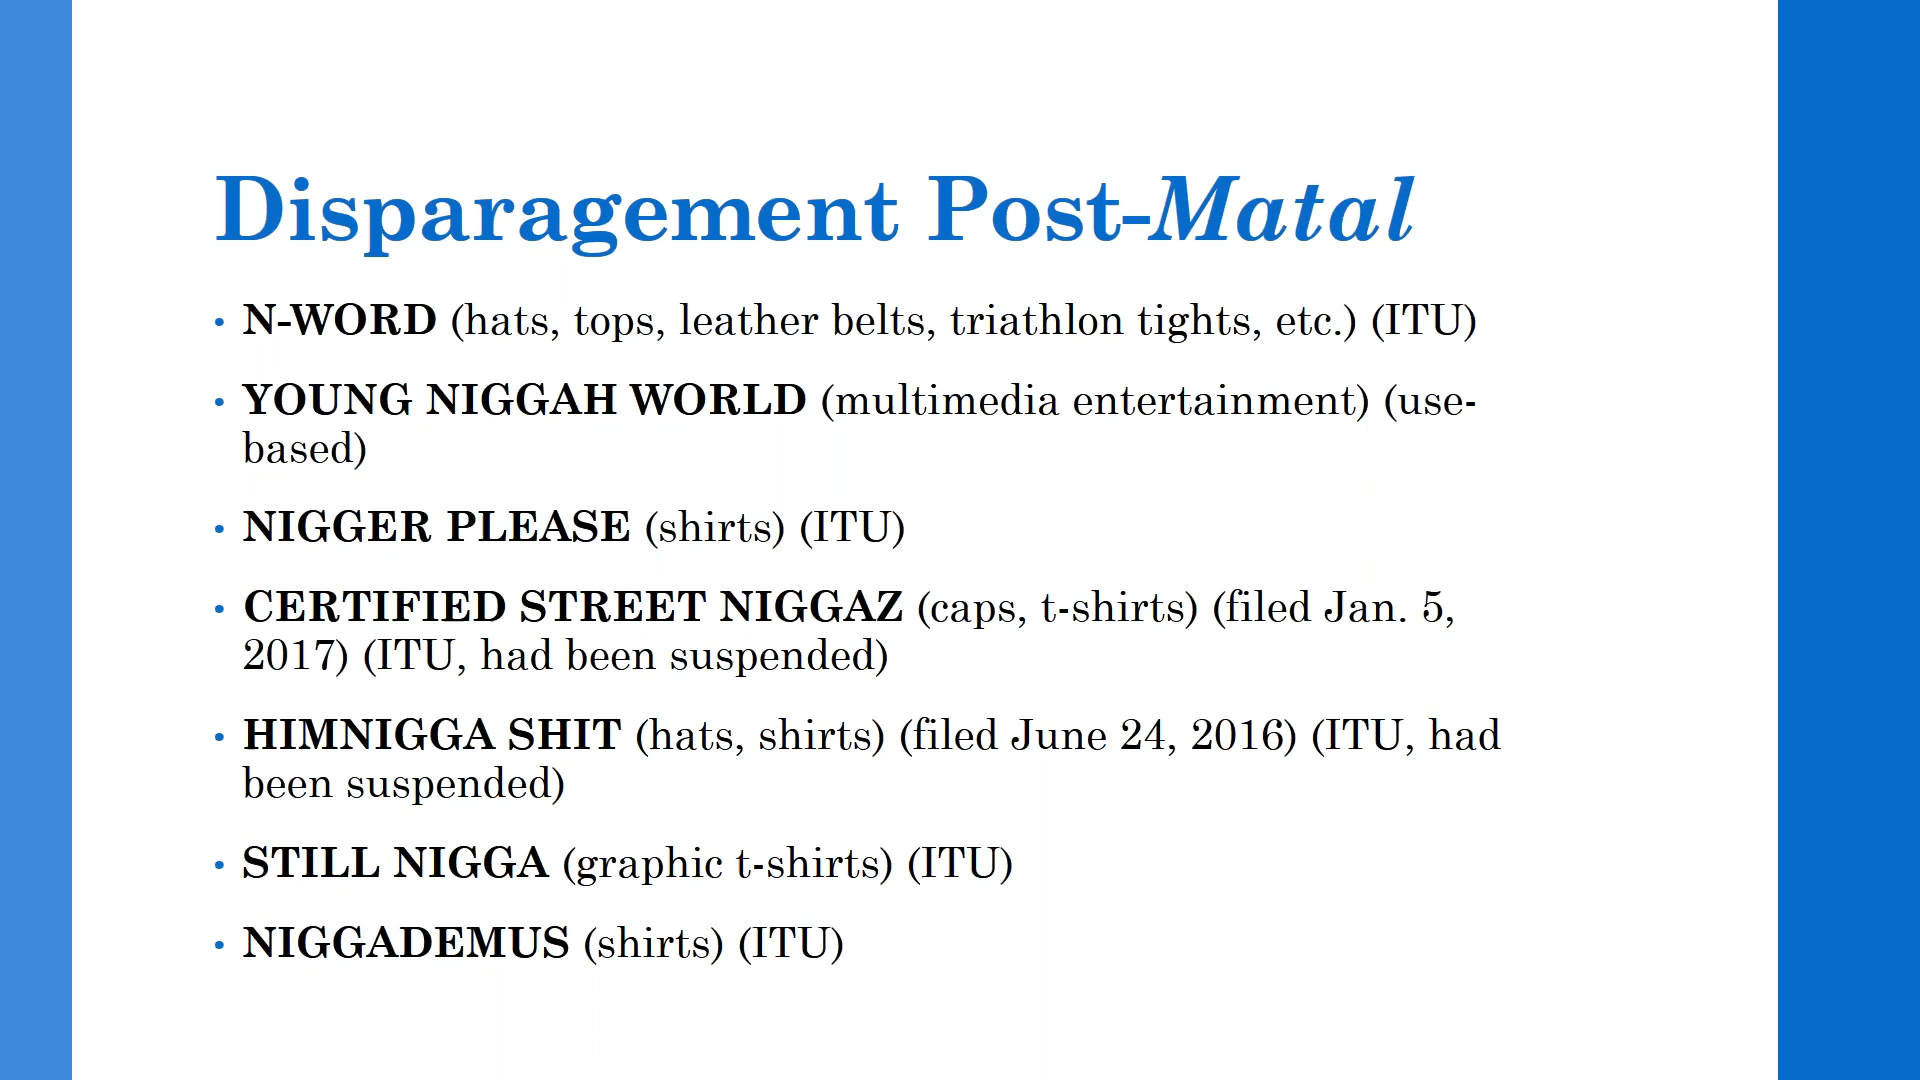 Disparagement Post-Matal
• N-WORD (hats, tops, leather belts, triathlon tights, etc.) (ITU)
• YOUNG NIGGAH WORLD (multimedia entertainment) (use-
based)
• NIGGER PLEASE (shirts) (ITU)
• CERTIFIED STREET NIGGAZ (caps, t-shirts) (filed Jan. 5,
2017) (ITU, had been suspended)
• HIMNIGGA SHIT (hats, shirts) (filed June 24, 2016) (ITU, had
been suspended)
• STILL NIGGA (graphic t-shirts) (ITU)
• NIGGADEMUS (shirts) (ITU)